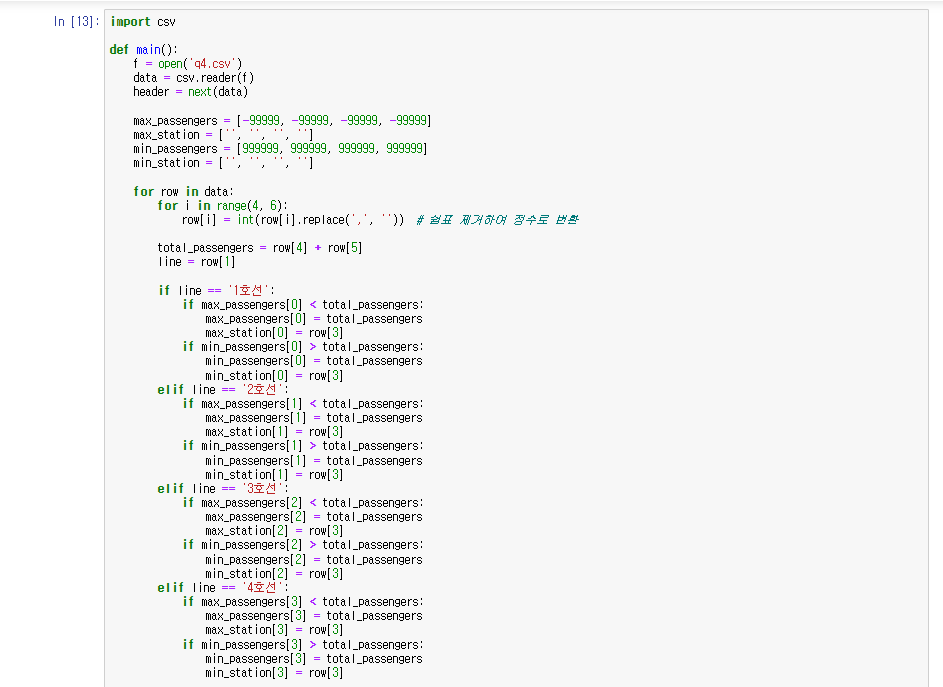 In [13]:
import csv
def main():
f = open('q4.csv')
data = csv.reader(f)
header = next(data)
max_passengers = [-99999, -99999, -99999, -99999]
max_station = ['', '', '', '']
min_passengers = [999999, 999999, 999999, 999999]
min_station = ['', '', '', '']
for row in data:
for i in range(4, 6):
row[i] = int(row[i].replace(',', '')) # 쉼표 제거하여 정수로 변환
total_passengers = row[4] + row[5]
line = row[1]
if line == '1호선':
if max_passengers[0] < total_passengers:
max_passengers[0] = total_passengers
max_station[0] = row[3]
if min_passengers[0] > total_passengers:
min_passengers[0] = total_passengers
min_station[0] = row[3]
elif line == '2호선':
if max_passengers[1] < total_passengers:
max_passengers[1] = total_passengers
max_station[1] = row[3]
if min_passengers[1] > total_passengers:
min_passengers[1] = total_passengers
min_station[1] = row[3]
elif line == '3호선':
if max_passengers[2] < total_passengers:
max_passengers[2] = total_passengers
max_station[2] = row[3]
if min_passengers[2] > total_passengers:
min_passengers[2] = total_passengers
min_station[2] = row[3]
elif line == '4호선':
if max_passengers[3] < total_passengers:
max_passengers[3] = total_passengers
max_station[3] = row[3]
if min_passengers[3] > total_passengers:
min_passengers[3] = total_passengers
min_station[3] = row[3]